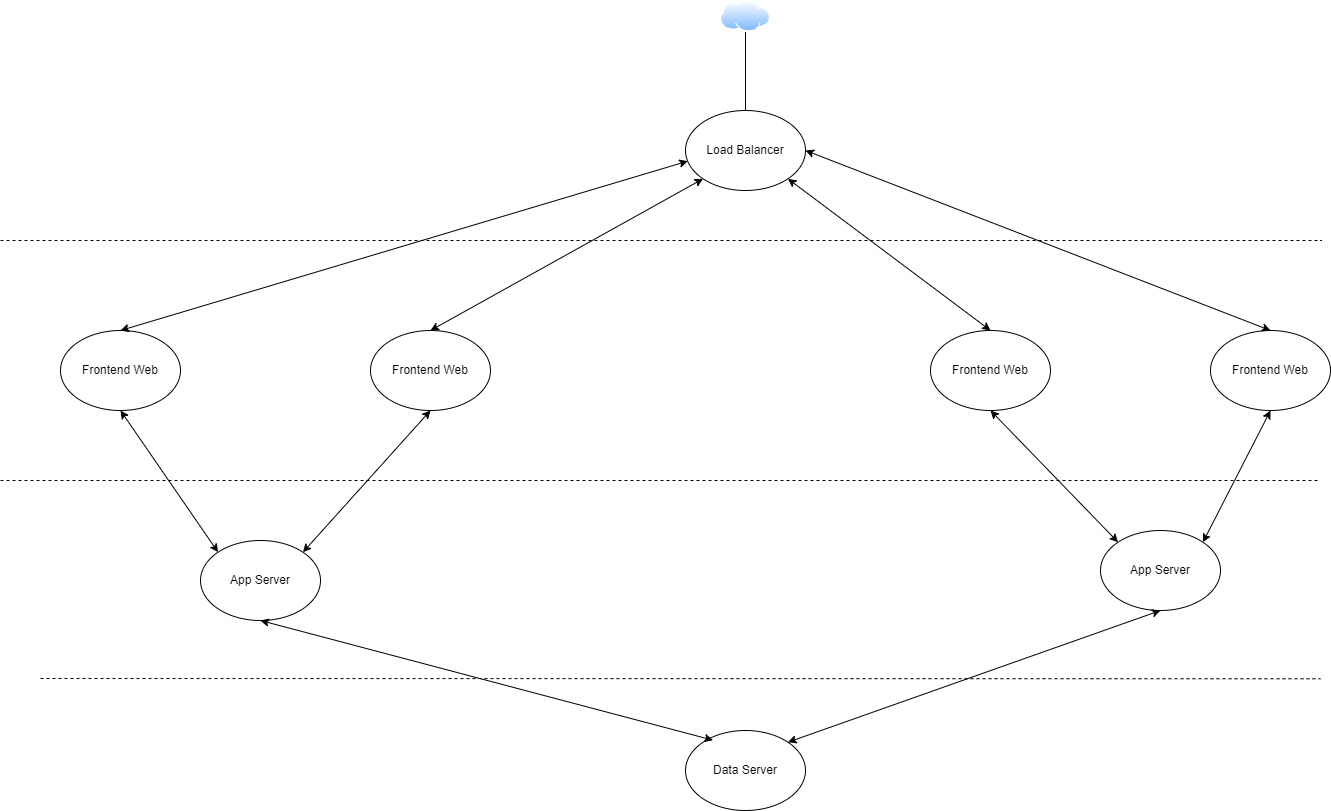 Load Balancer
Frontend Web
Frontend Web
Frontend Web
Frontend Web
App Server
App Server
Data Server